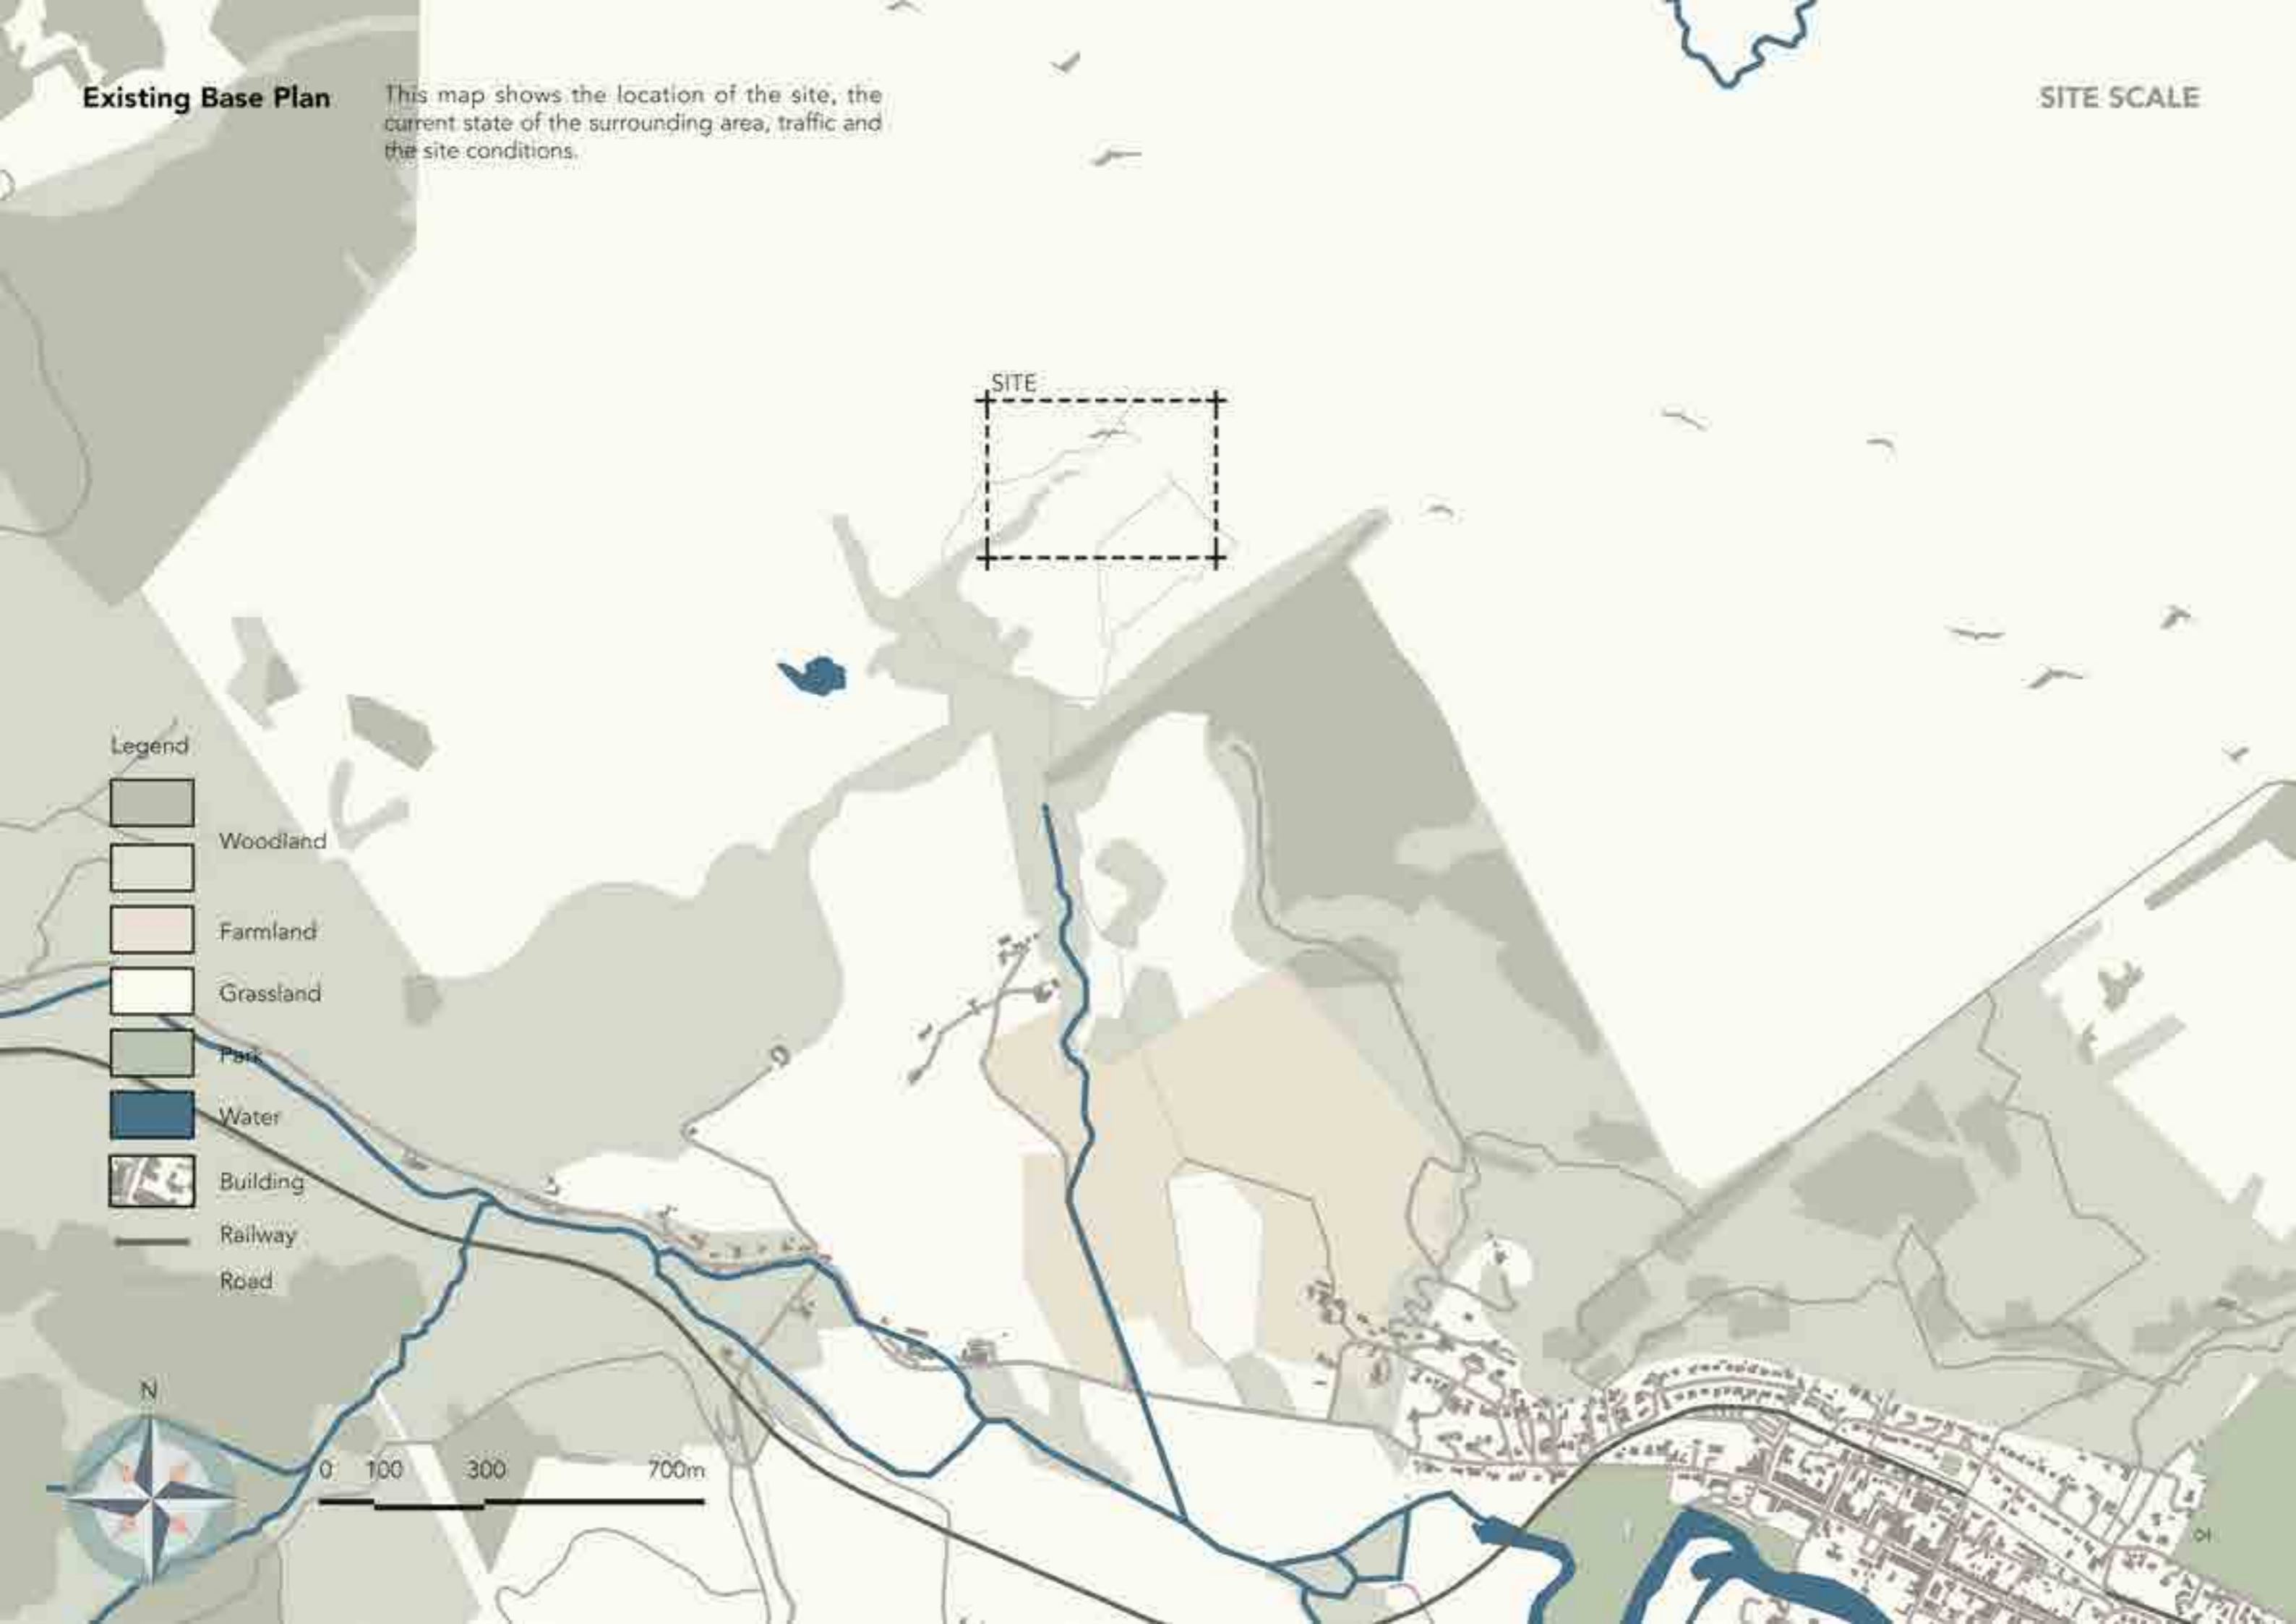 Existing Base Plan
This map shows the location of the site, the
current state of the surrounding area, traffic and
the site conditions.
SITE SCALE
SITE
Legend
Woodland
Farmland
Grassland
Park
Water
Building
Railway
Road
N
0 100 300 700m